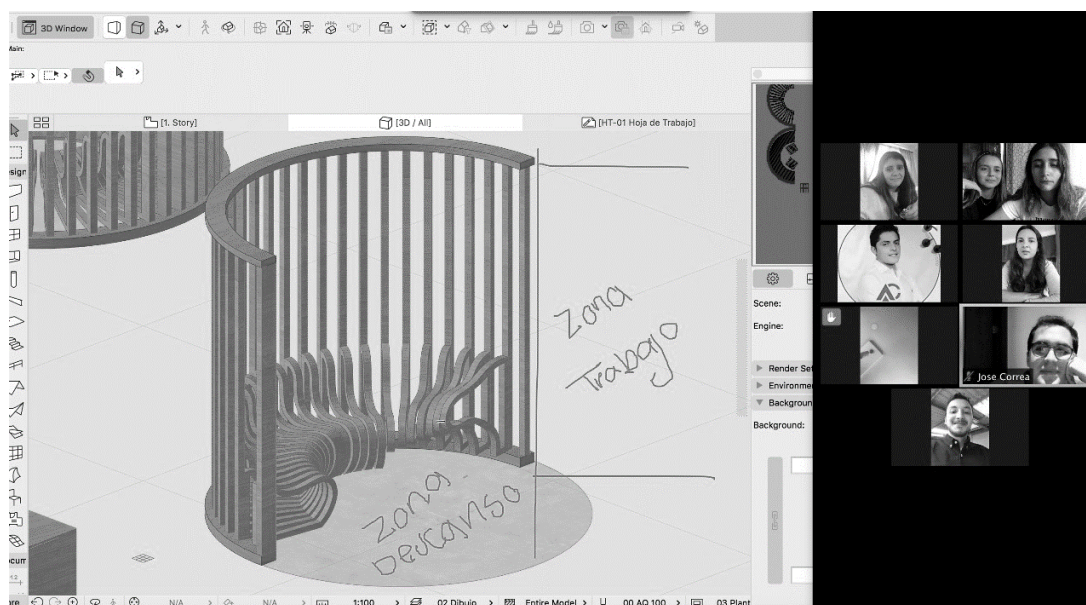 3D Window
Main:
[1. Story]
[3D / All]
[HT-01 Hoja de Trabajo]
Scene:
Engine:
Render Set
Environme
Backgroun
Background:
Zona
Trabajo
Zona
Descanso
Jose Correa
N/A
N/A
1:100
02 Dibujo
Entire Model
00 AQ 100
03 Plant